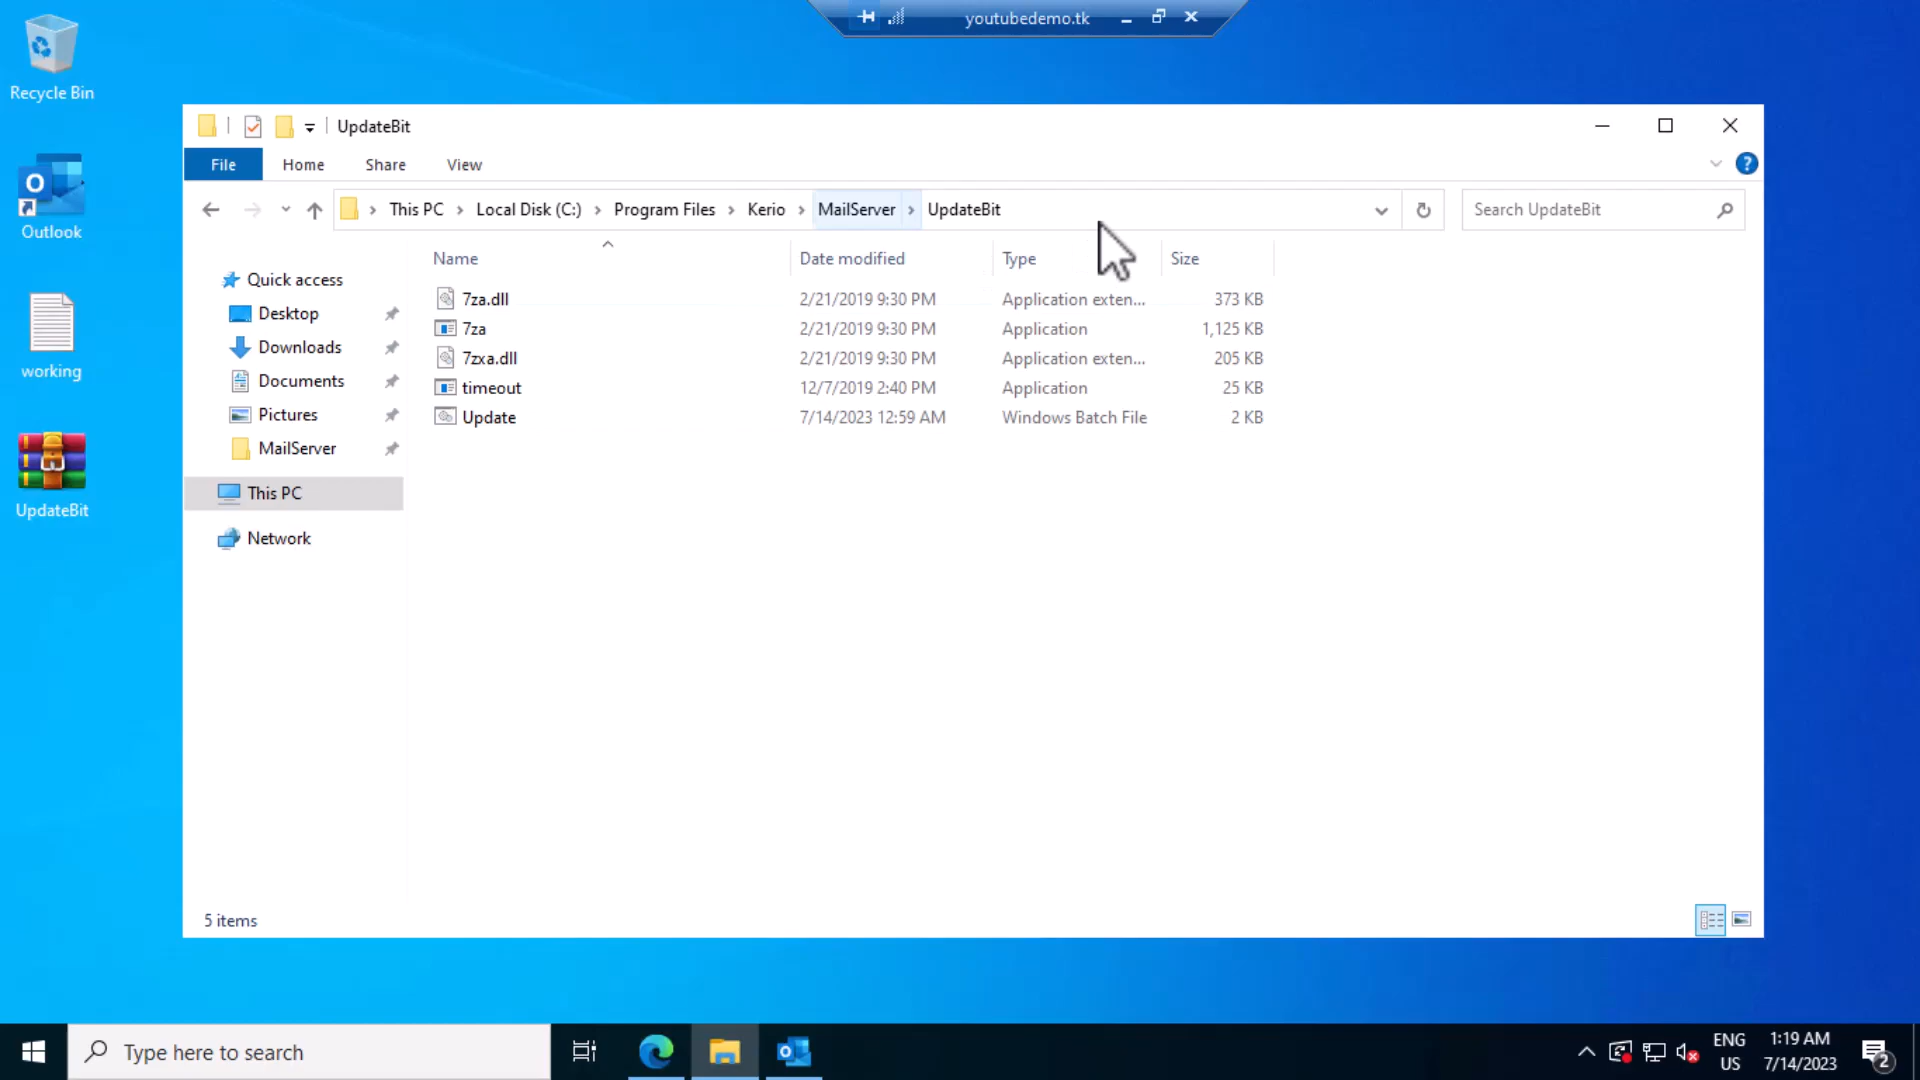 youtubedemo.tk
Recycle Bin
Outlook
working
UpdateBit
UpdateBit
File Home Share View
This PC Local Disk (C:) Program Files Kerio MailServer UpdateBit
Search UpdateBit
Name Date modified Type Size
Quick access
Desktop
Downloads
Documents
Pictures
MailServer
This PC
Network
7za.dll 2/21/2019 9:30 PM Application exten... 373 KB
7za 2/21/2019 9:30 PM Application 1,125 KB
7zxa.dll 2/21/2019 9:30 PM Application exten... 205 KB
timeout 12/7/2019 2:40 PM Application 25 KB
Update 7/14/2023 12:59 AM Windows Batch File 2 KB
5 items
Type here to search
ENG
US
1:19 AM
7/14/2023
2